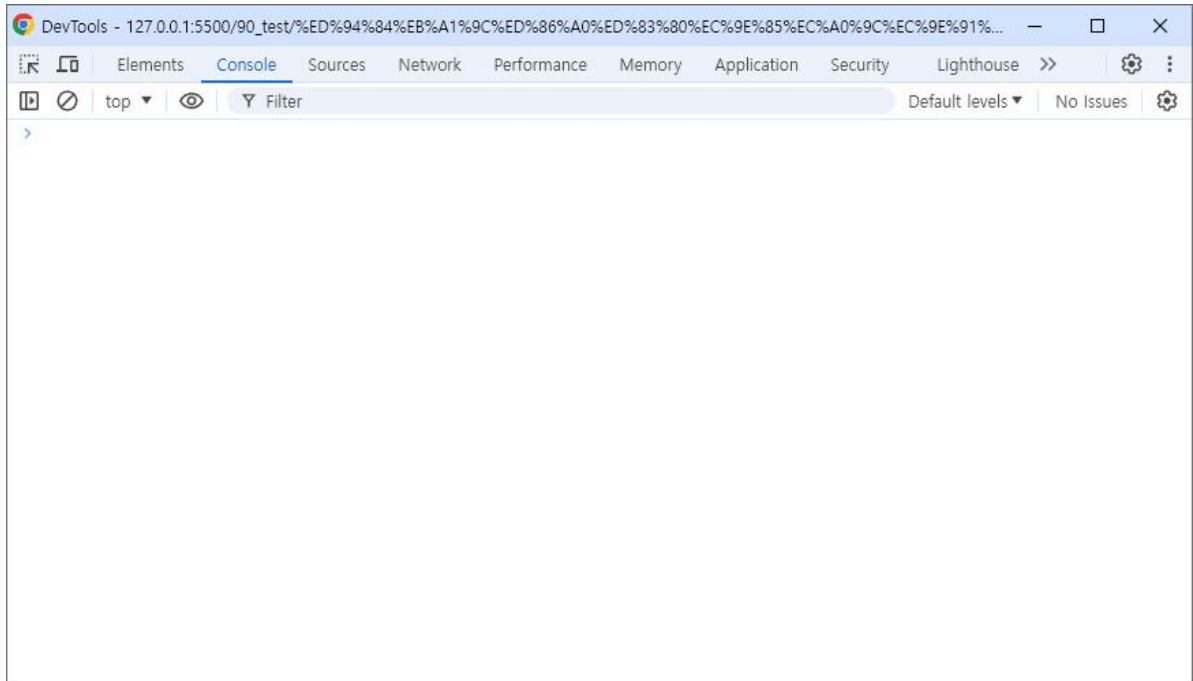 DevTools - 127.0.0.1:5500/90_test/%ED%94%84%EB%A1%9C%ED%86%A0%ED%83%80%EC%9E%85%EC%A0%9C%EC%9E%91%...
Elements Console Sources Network Performance Memory Application Security Lighthouse
top Filter Default levels No Issues